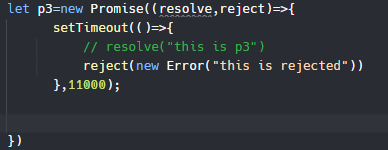 let p3=new Promise((resolve,reject)=>{
setTimeout(()=>{
// resolve("this is p3")
reject(new Error("this is rejected"))
},11000);
})